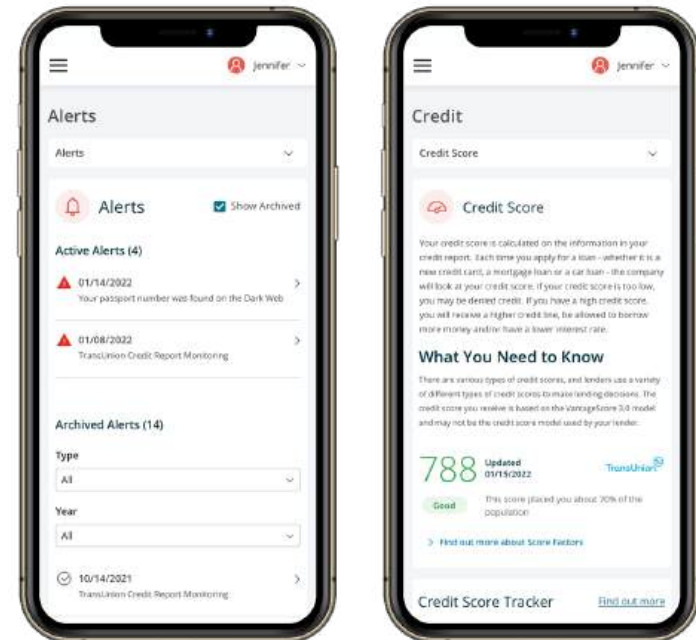 Jennifer
Alerts
Alerts
Alerts
Show Archived
Active Alerts (4)
01/14/2022
Your passport number was found on the Dark Web
01/08/2022
TransUnion Credit Report Monitoring
Archived Alerts (14)
Type
All
Year
All
10/14/2021
TransUnion Credit Report Monitoring
Jennifer
Credit
Credit Score
Credit Score
Your credit score is calculated on the information in your
credit report. Each time you apply for a loan - whether it is a
new credit card, a mortgage loan or a car loan - the company
will look at your credit score. If your credit score is too low,
you may be denied credit. If you have a high credit score,
you will receive a higher credit line, be allowed to borrow
more money and/or have a lower interest rate.
What You Need to Know
There are various types of credit scores, and lenders use a variety
of different types of credit scores to make lending decisions. The
credit score you receive is based on the VantageScore 3.0 model
and may not be the credit score model used by your lender.
788
Updated
01/15/2022
TransUnion
Good
This score placed you about 70% of the
population
Find out more about Score Factors
Credit Score Tracker
Find out more